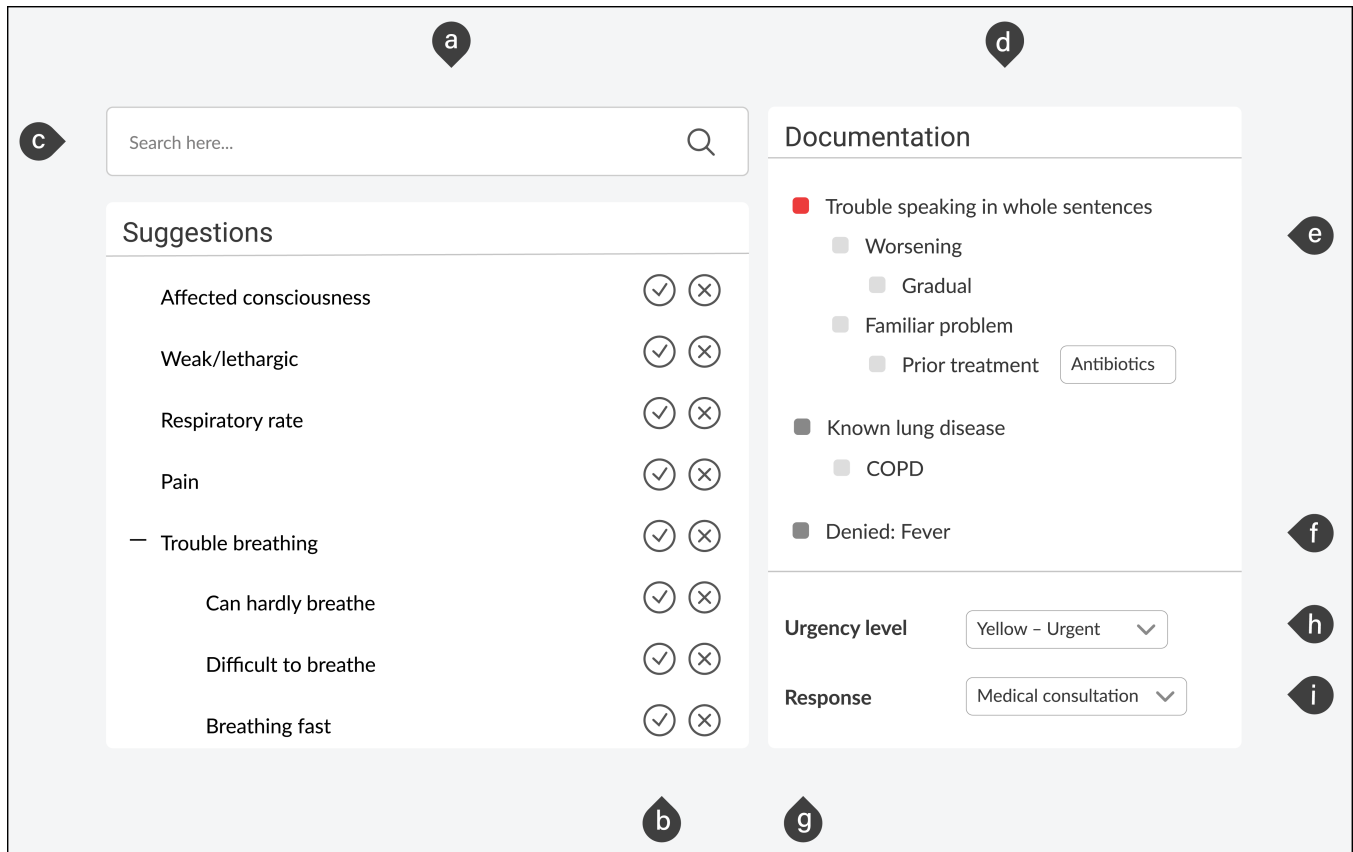 a
d
c
Search here...
Suggestions
Affected consciousness
Weak/lethargic
Respiratory rate
Pain
Trouble breathing
Can hardly breathe
Difficult to breathe
Breathing fast
Documentation
Trouble speaking in whole sentences
Worsening
Gradual
Familiar problem
Prior treatment Antibiotics
Known lung disease
COPD
Denied: Fever
Urgency level Yellow – Urgent
Response Medical consultation
e
f
h
i
b
g